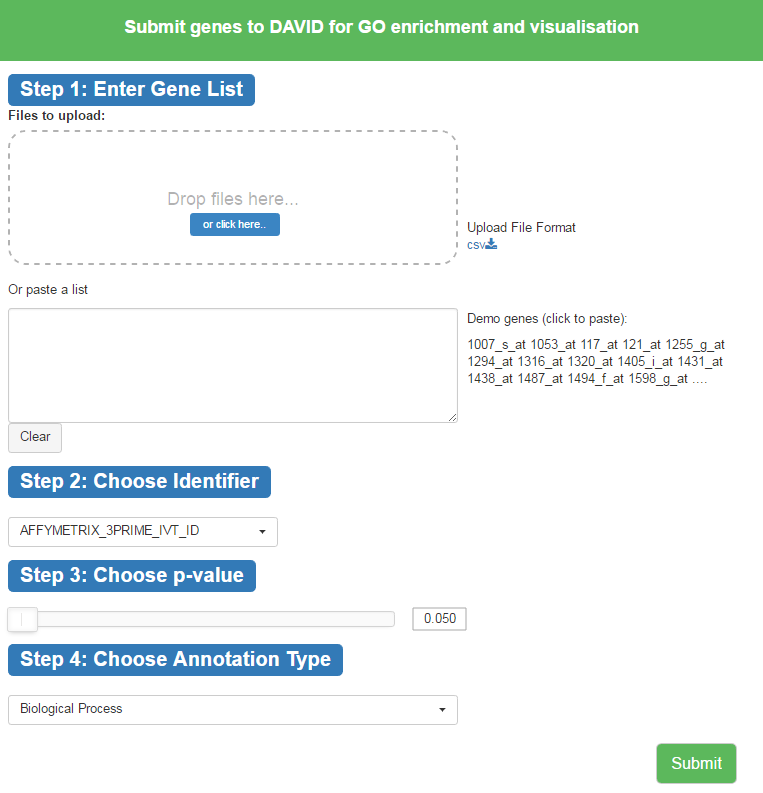 Submit genes to DAVID for GO enrichment and visualisation
Step 1: Enter Gene List
Files to upload:
Drop files here...
or click here..
Upload File Format
csv
Or paste a list
Demo genes (click to paste):
1007_s_at 1053_at 117_at 121_at 1255_g_at
1294_at 1316_at 1320_at 1405_i_at 1431_at
1438_at 1487_at 1494_f_at 1598_g_at ....
Clear
Step 2: Choose Identifier
AFFYMETRIX_3PRIME_IVT_ID
Step 3: Choose p-value
0.050
Step 4: Choose Annotation Type
Biological Process
Submit